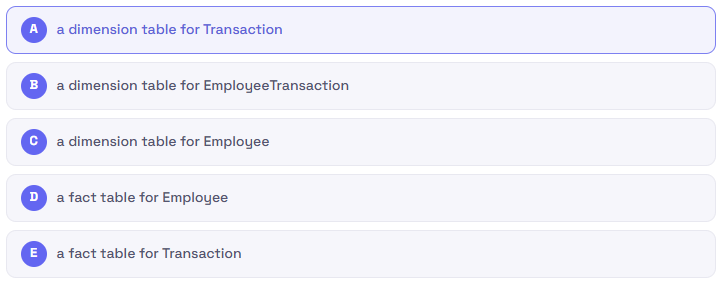 A a dimension table for Transaction
B a dimension table for EmployeeTransaction
C a dimension table for Employee
D a fact table for Employee
E a fact table for Transaction